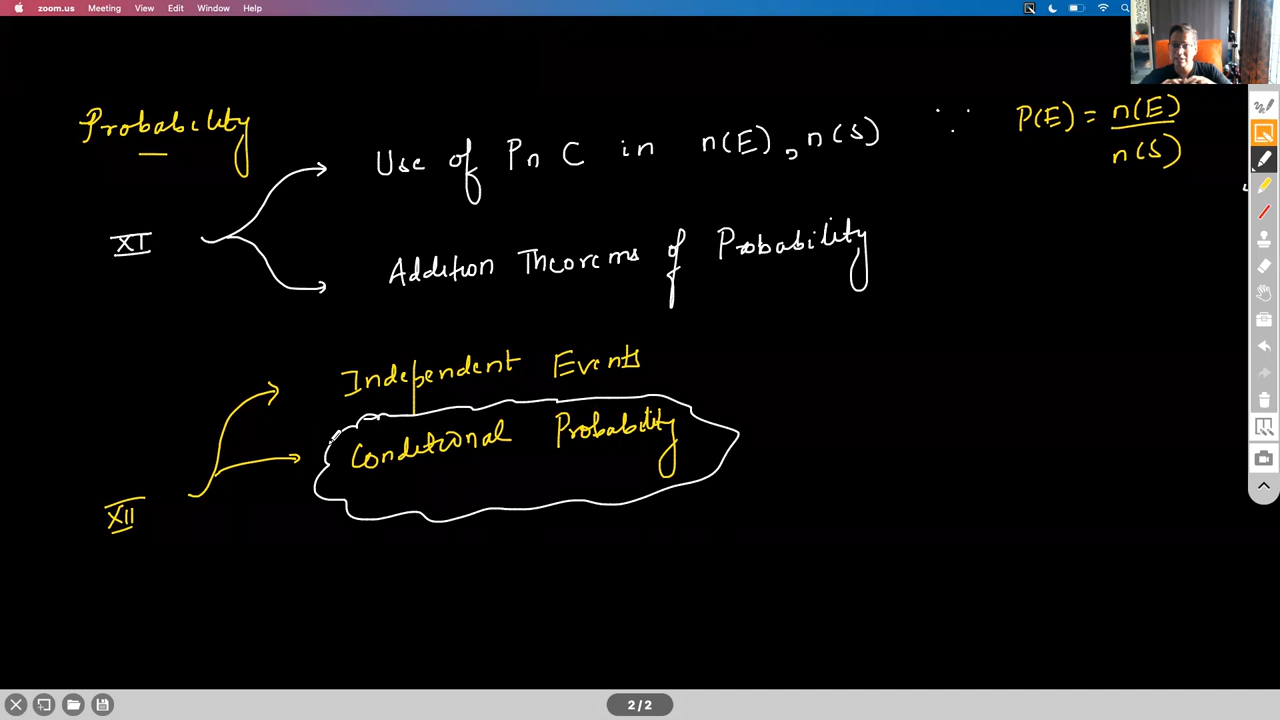 zoom.us Meeting View Edit Window Help
Probability
Use of PnC in n(E), n(S) ∵ P(E) = n(E)/n(S)
XI
Addition Theorems of Probability
Independent Events
Conditional Probability
XII
2/2